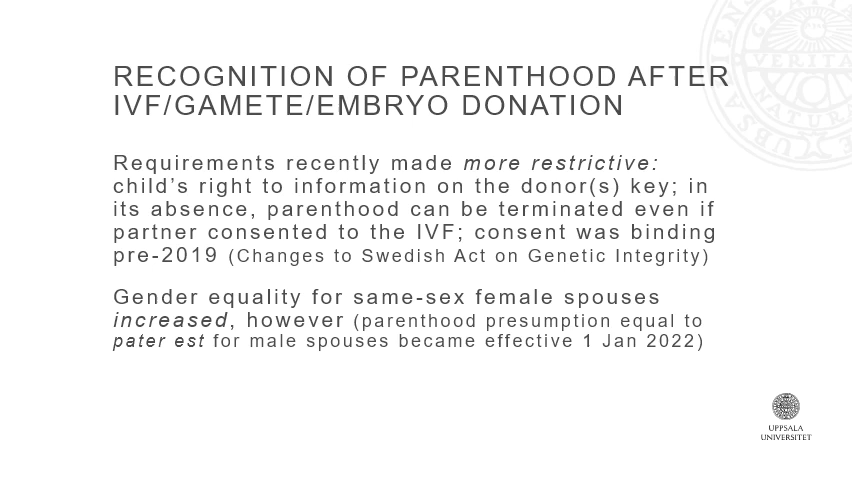 RECOGNITION OF PARENTHOOD AFTER
IVF/GAMETE/EMBRYO DONATION
Requirements recently made more restrictive:
child’s right to information on the donor(s) key; in
its absence, parenthood can be terminated even if
partner consented to the IVF; consent was binding
pre-2019 (Changes to Swedish Act on Genetic Integrity)
Gender equality for same-sex female spouses
increased, however (parenthood presumption equal to
pater est for male spouses became effective 1 Jan 2022)
UPPSALA
UNIVERSITET